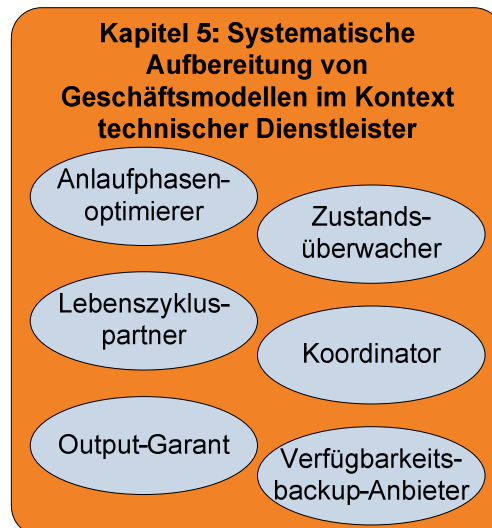 Kapitel 5: Systematische
Aufbereitung von
Geschäftsmodellen im Kontext
technischer Dienstleister
Anlaufphasen-
optimierer
Zustands-
überwacher
Lebenszyklus-
partner
Koordinator
Output-Garant
Verfügbarkeits-
backup-Anbieter